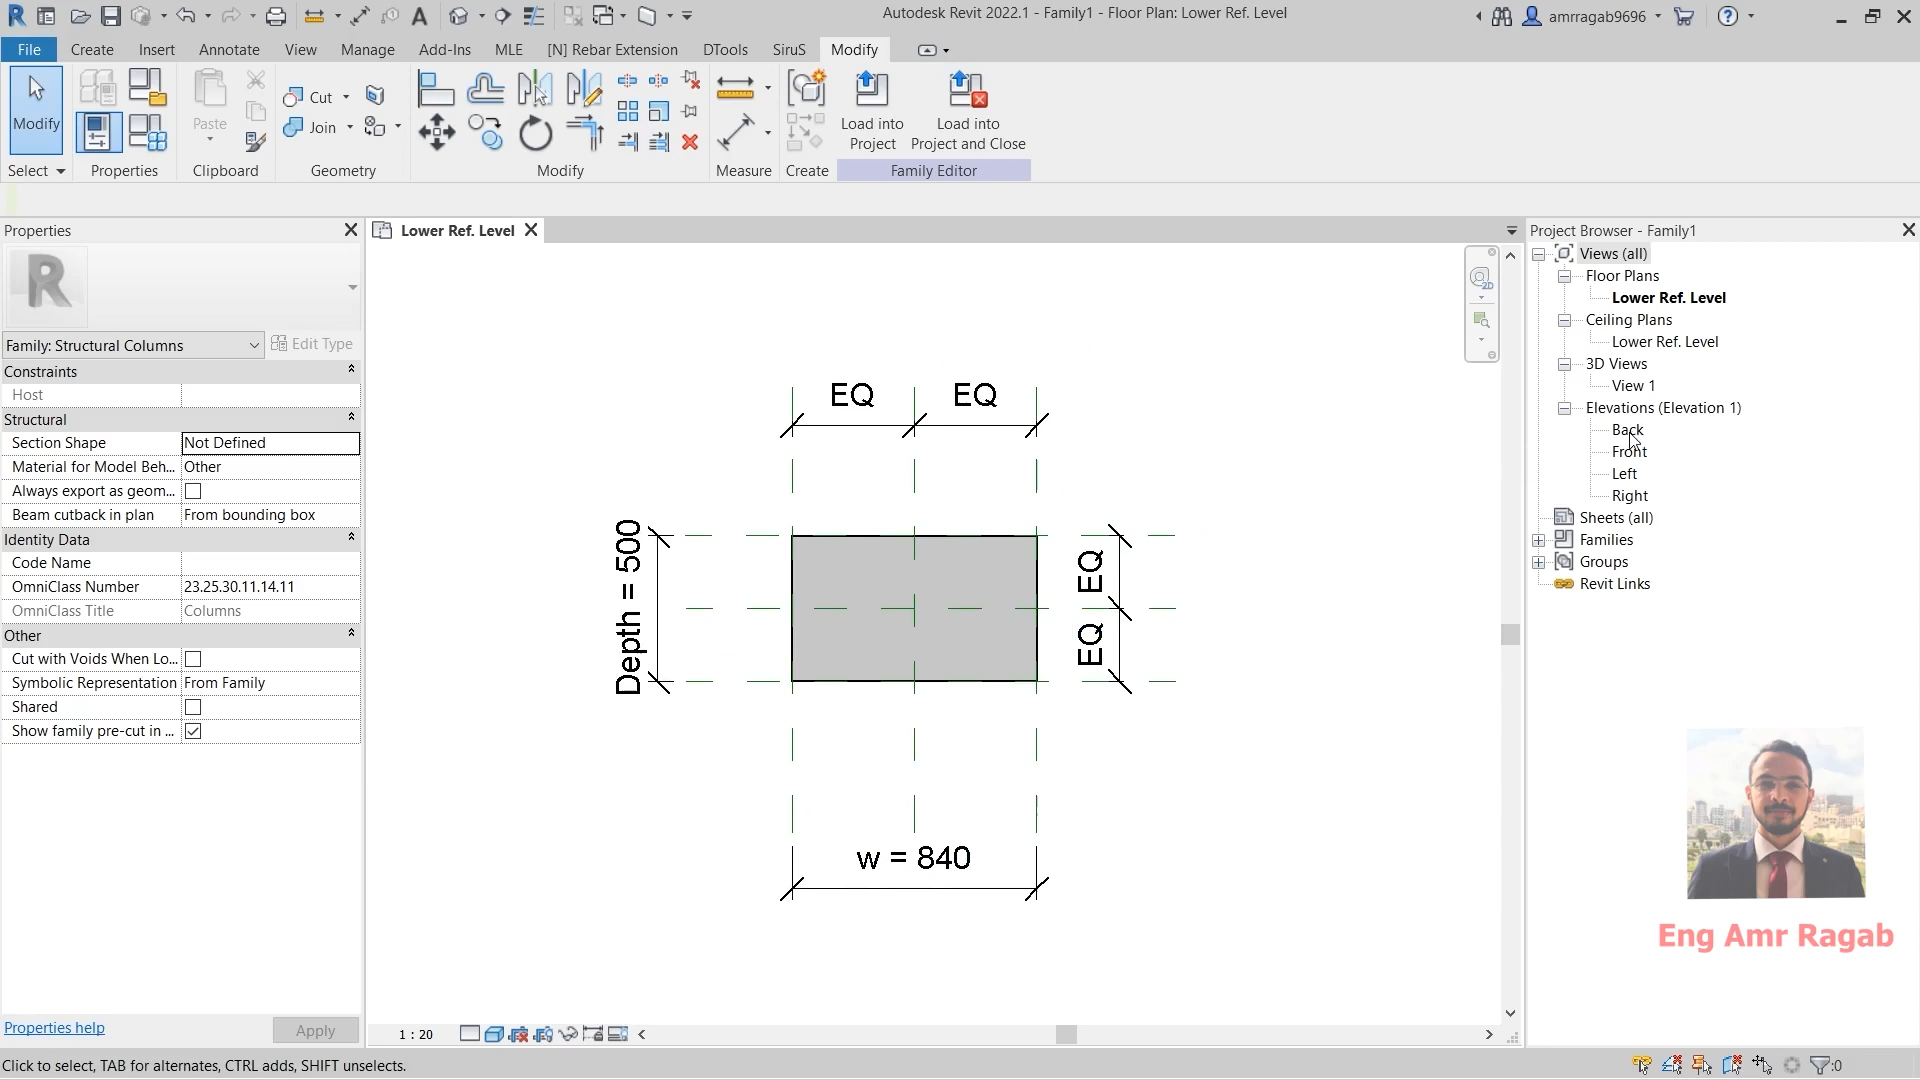 Autodesk Revit 2022.1 - Family1 - Floor Plan: Lower Ref. Level
amrragab9696
File Create Insert Annotate View Manage Add-Ins MLE [N] Rebar Extension DTools SiruS Modify
Modify
Paste
Cut
Join
Load into Project
Load into Project and Close
Select Properties Clipboard Geometry Modify Measure Create Family Editor
Properties
R
Family: Structural Columns
Edit Type
Constraints
Host
Structural
Section Shape Not Defined
Material for Model Beh... Other
Always export as geom...
Beam cutback in plan From bounding box
Identity Data
Code Name
OmniClass Number 23.25.30.11.14.11
OmniClass Title Columns
Other
Cut with Voids When Lo...
Symbolic Representation From Family
Shared
Show family pre-cut in ...
Properties help
Apply
Lower Ref. Level
2D
EQ EQ
Depth = 500
EQ
EQ
w = 840
1 : 20
Project Browser - Family1
Views (all)
Floor Plans
Lower Ref. Level
Ceiling Plans
Lower Ref. Level
3D Views
View 1
Elevations (Elevation 1)
Back
Front
Left
Right
Sheets (all)
Families
Groups
Revit Links
Eng Amr Ragab
Click to select, TAB for alternates, CTRL adds, SHIFT unselects.
:0